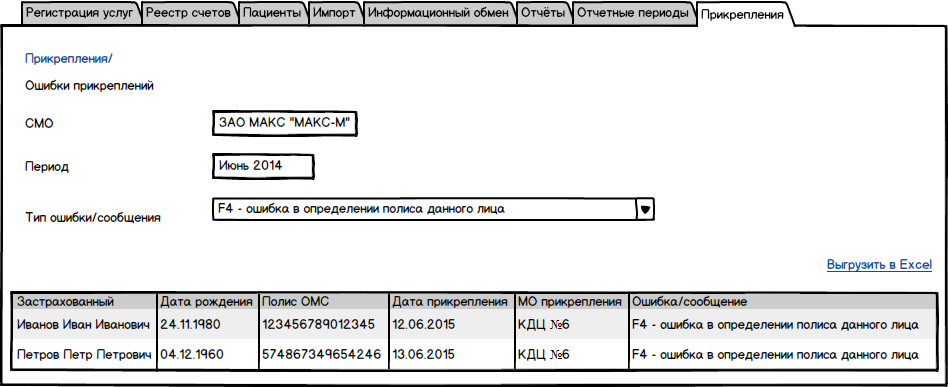 Регистрация услуг Реестр счетов Пациенты Импорт Информационный обмен Отчёты Отчетные периоды Прикрепления
Прикрепления/
Ошибки прикреплений
СМО ЗАО МАКС "МАКС-М"
Период Июнь 2014
Тип ошибки/сообщения F4 - ошибка в определении полиса данного лица
Выгрузить в Excel
Застрахованный Дата рождения Полис ОМС Дата прикрепления МО прикрепления Ошибка/сообщение
Иванов Иван Иванович 24.11.1980 123456789012345 12.06.2015 КДЦ №6 F4 - ошибка в определении полиса данного лица
Петров Петр Петрович 04.12.1960 574867349654246 13.06.2015 КДЦ №6 F4 - ошибка в определении полиса данного лица